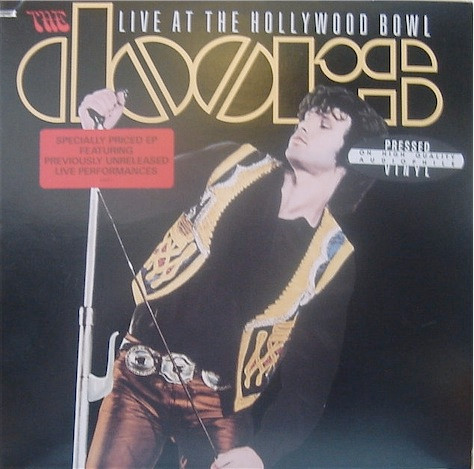 LIVE AT THE HOLLYWOOD BOWL
THE
DOORS
SPECIALLY PRICED EP
FEATURING
PREVIOUSLY UNRELEASED
LIVE PERFORMANCES
PRESSED
ON HIGH QUALITY
AUDIOPHILE
VINYL